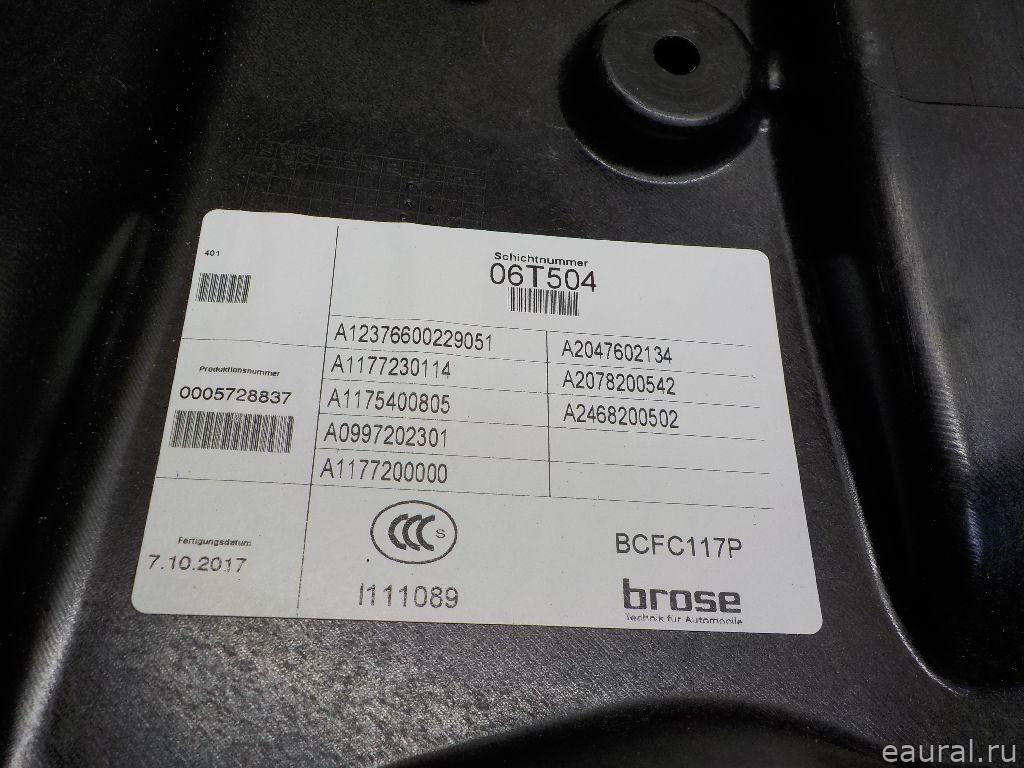 401
Schichtnummer
06T504
A12376600229051
A1177230114
A1175400805
A0997202301
A1177200000
A2047602134
A2078200542
A2468200502
Produktionsnummer
0005728837
Fertigungsdatum
7.10.2017
CCC S
I111089
BCFC117P
brose
Technik für Automobile
eaural.ru